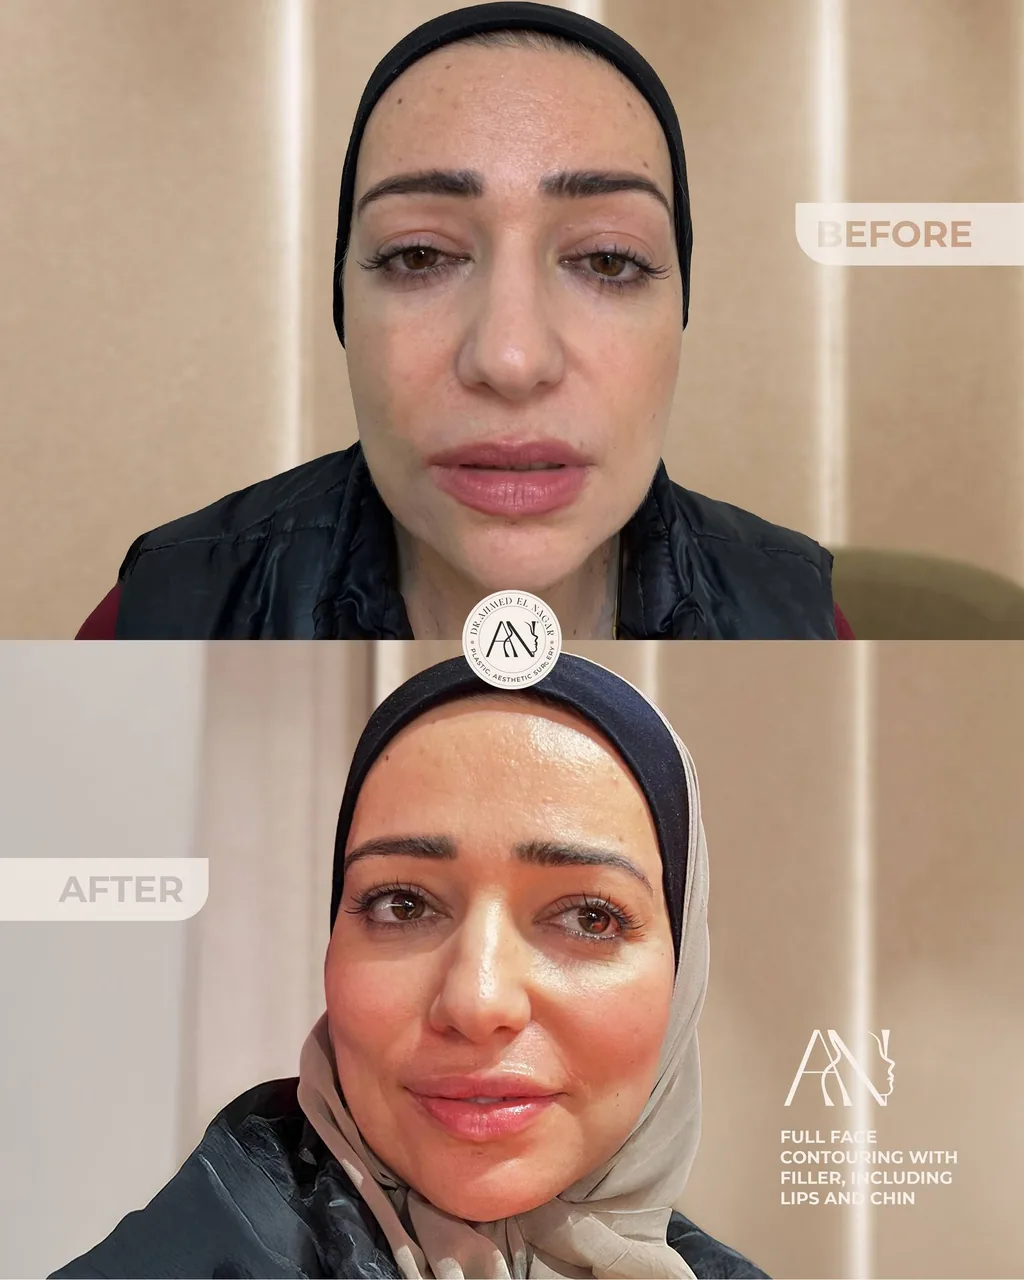 BEFORE
DR. AHMED EL NAGAR
AN
PLASTIC, AESTHETIC SURGERY
AFTER
AN
FULL FACE
CONTOURING WITH
FILLER, INCLUDING
LIPS AND CHIN